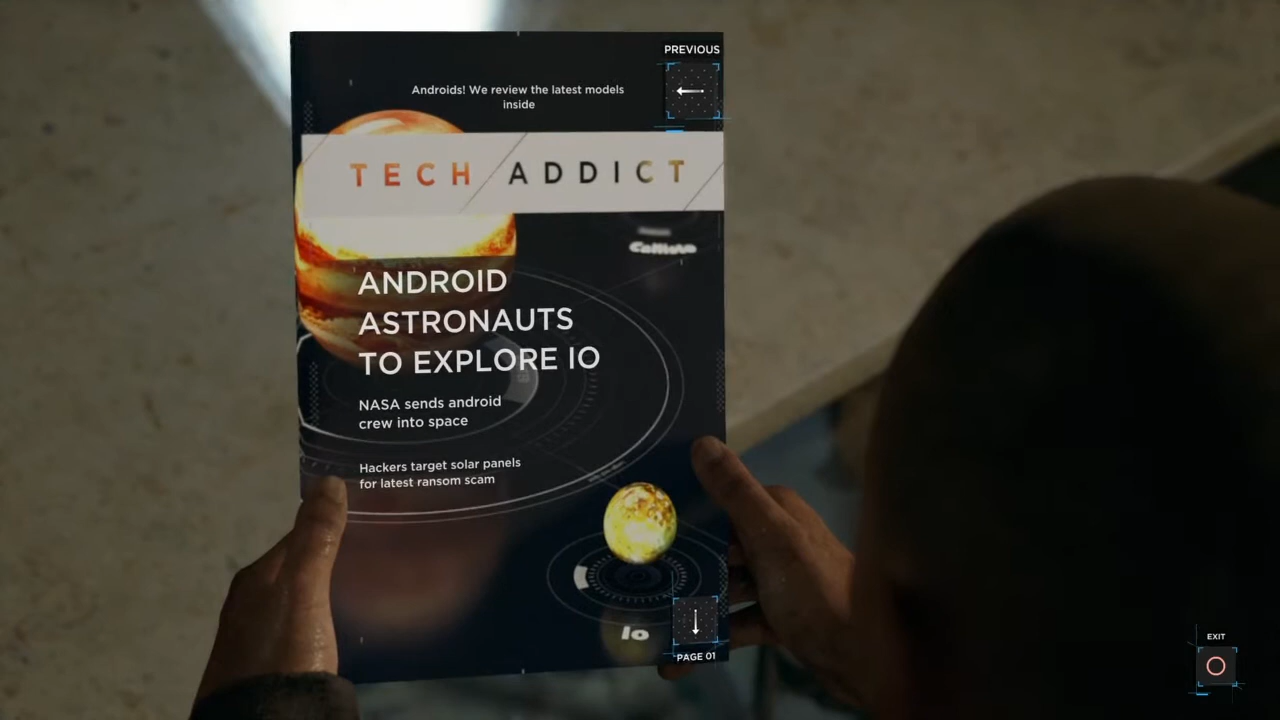 PREVIOUS
Androids! We review the latest models
inside
TECH ADDICT
Callisto
ANDROID
ASTRONAUTS
TO EXPLORE IO
NASA sends android
crew into space
Hackers target solar panels
for latest ransom scam
Io
PAGE 01
EXIT